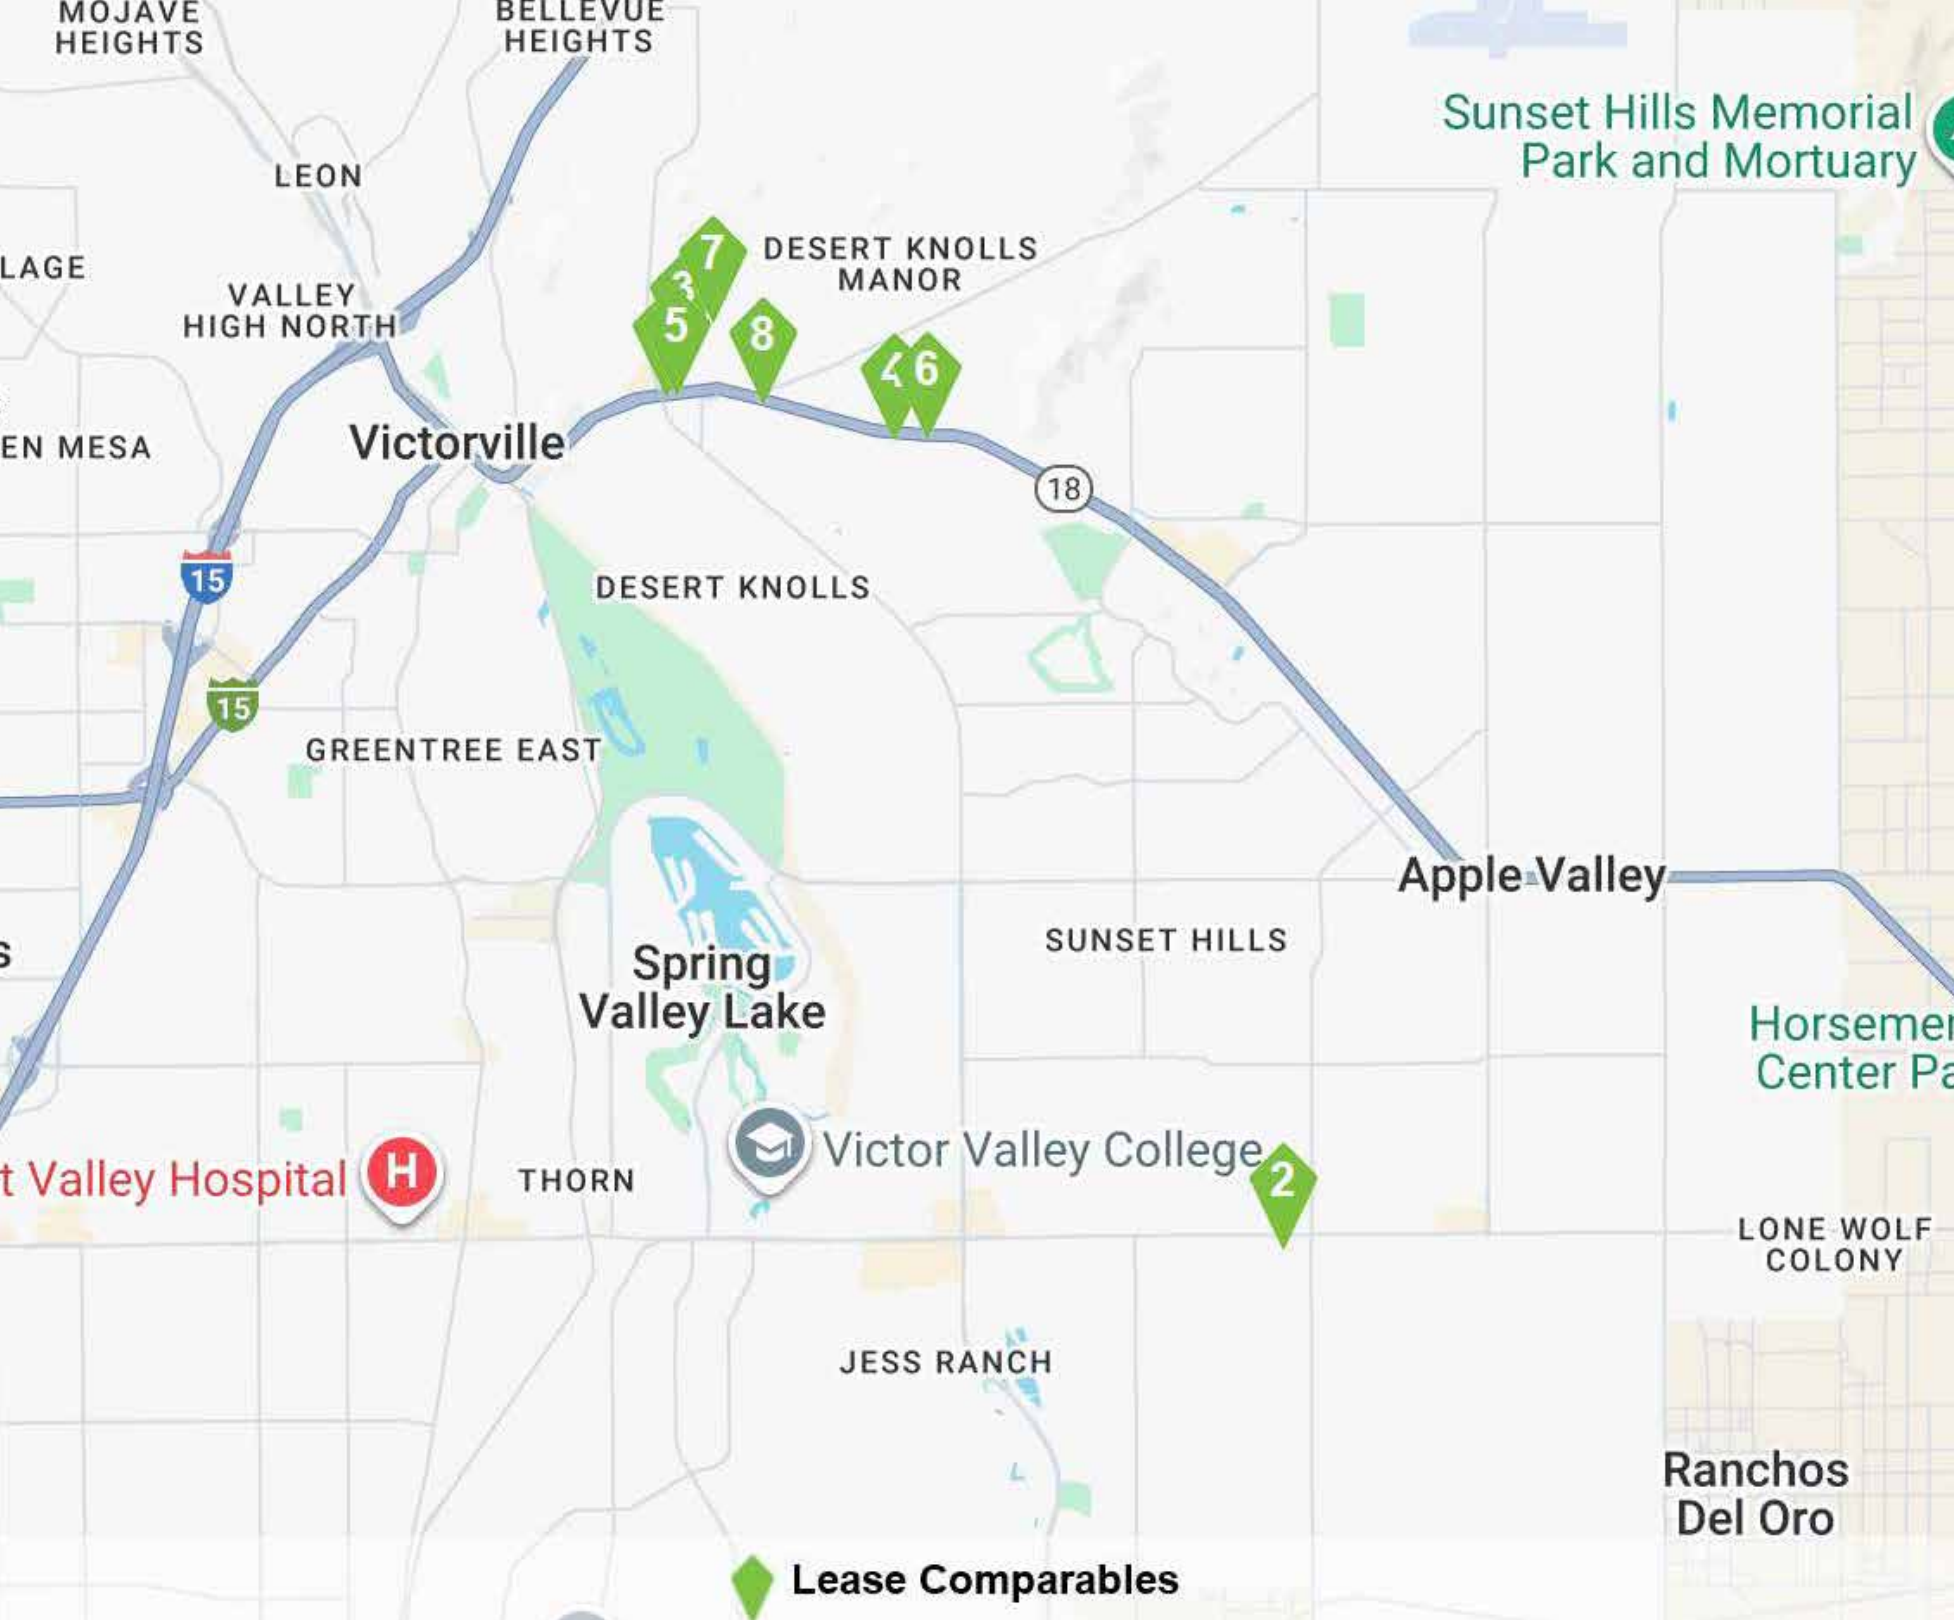 MOJAVE
HEIGHTS
BELLEVUE
HEIGHTS
Sunset Hills Memorial
Park and Mortuary
LEON
DESERT KNOLLS
MANOR
7
3
5
8
4
6
LAGE
VALLEY
HIGH NORTH
Victorville
EN MESA
18
15
DESERT KNOLLS
15
GREENTREE EAST
Apple Valley
SUNSET HILLS
S
Spring
Valley Lake
Horsemen
Center Pa
Victor Valley College
2
t Valley Hospital
H
THORN
LONE WOLF
COLONY
JESS RANCH
Ranchos
Del Oro
Lease Comparables